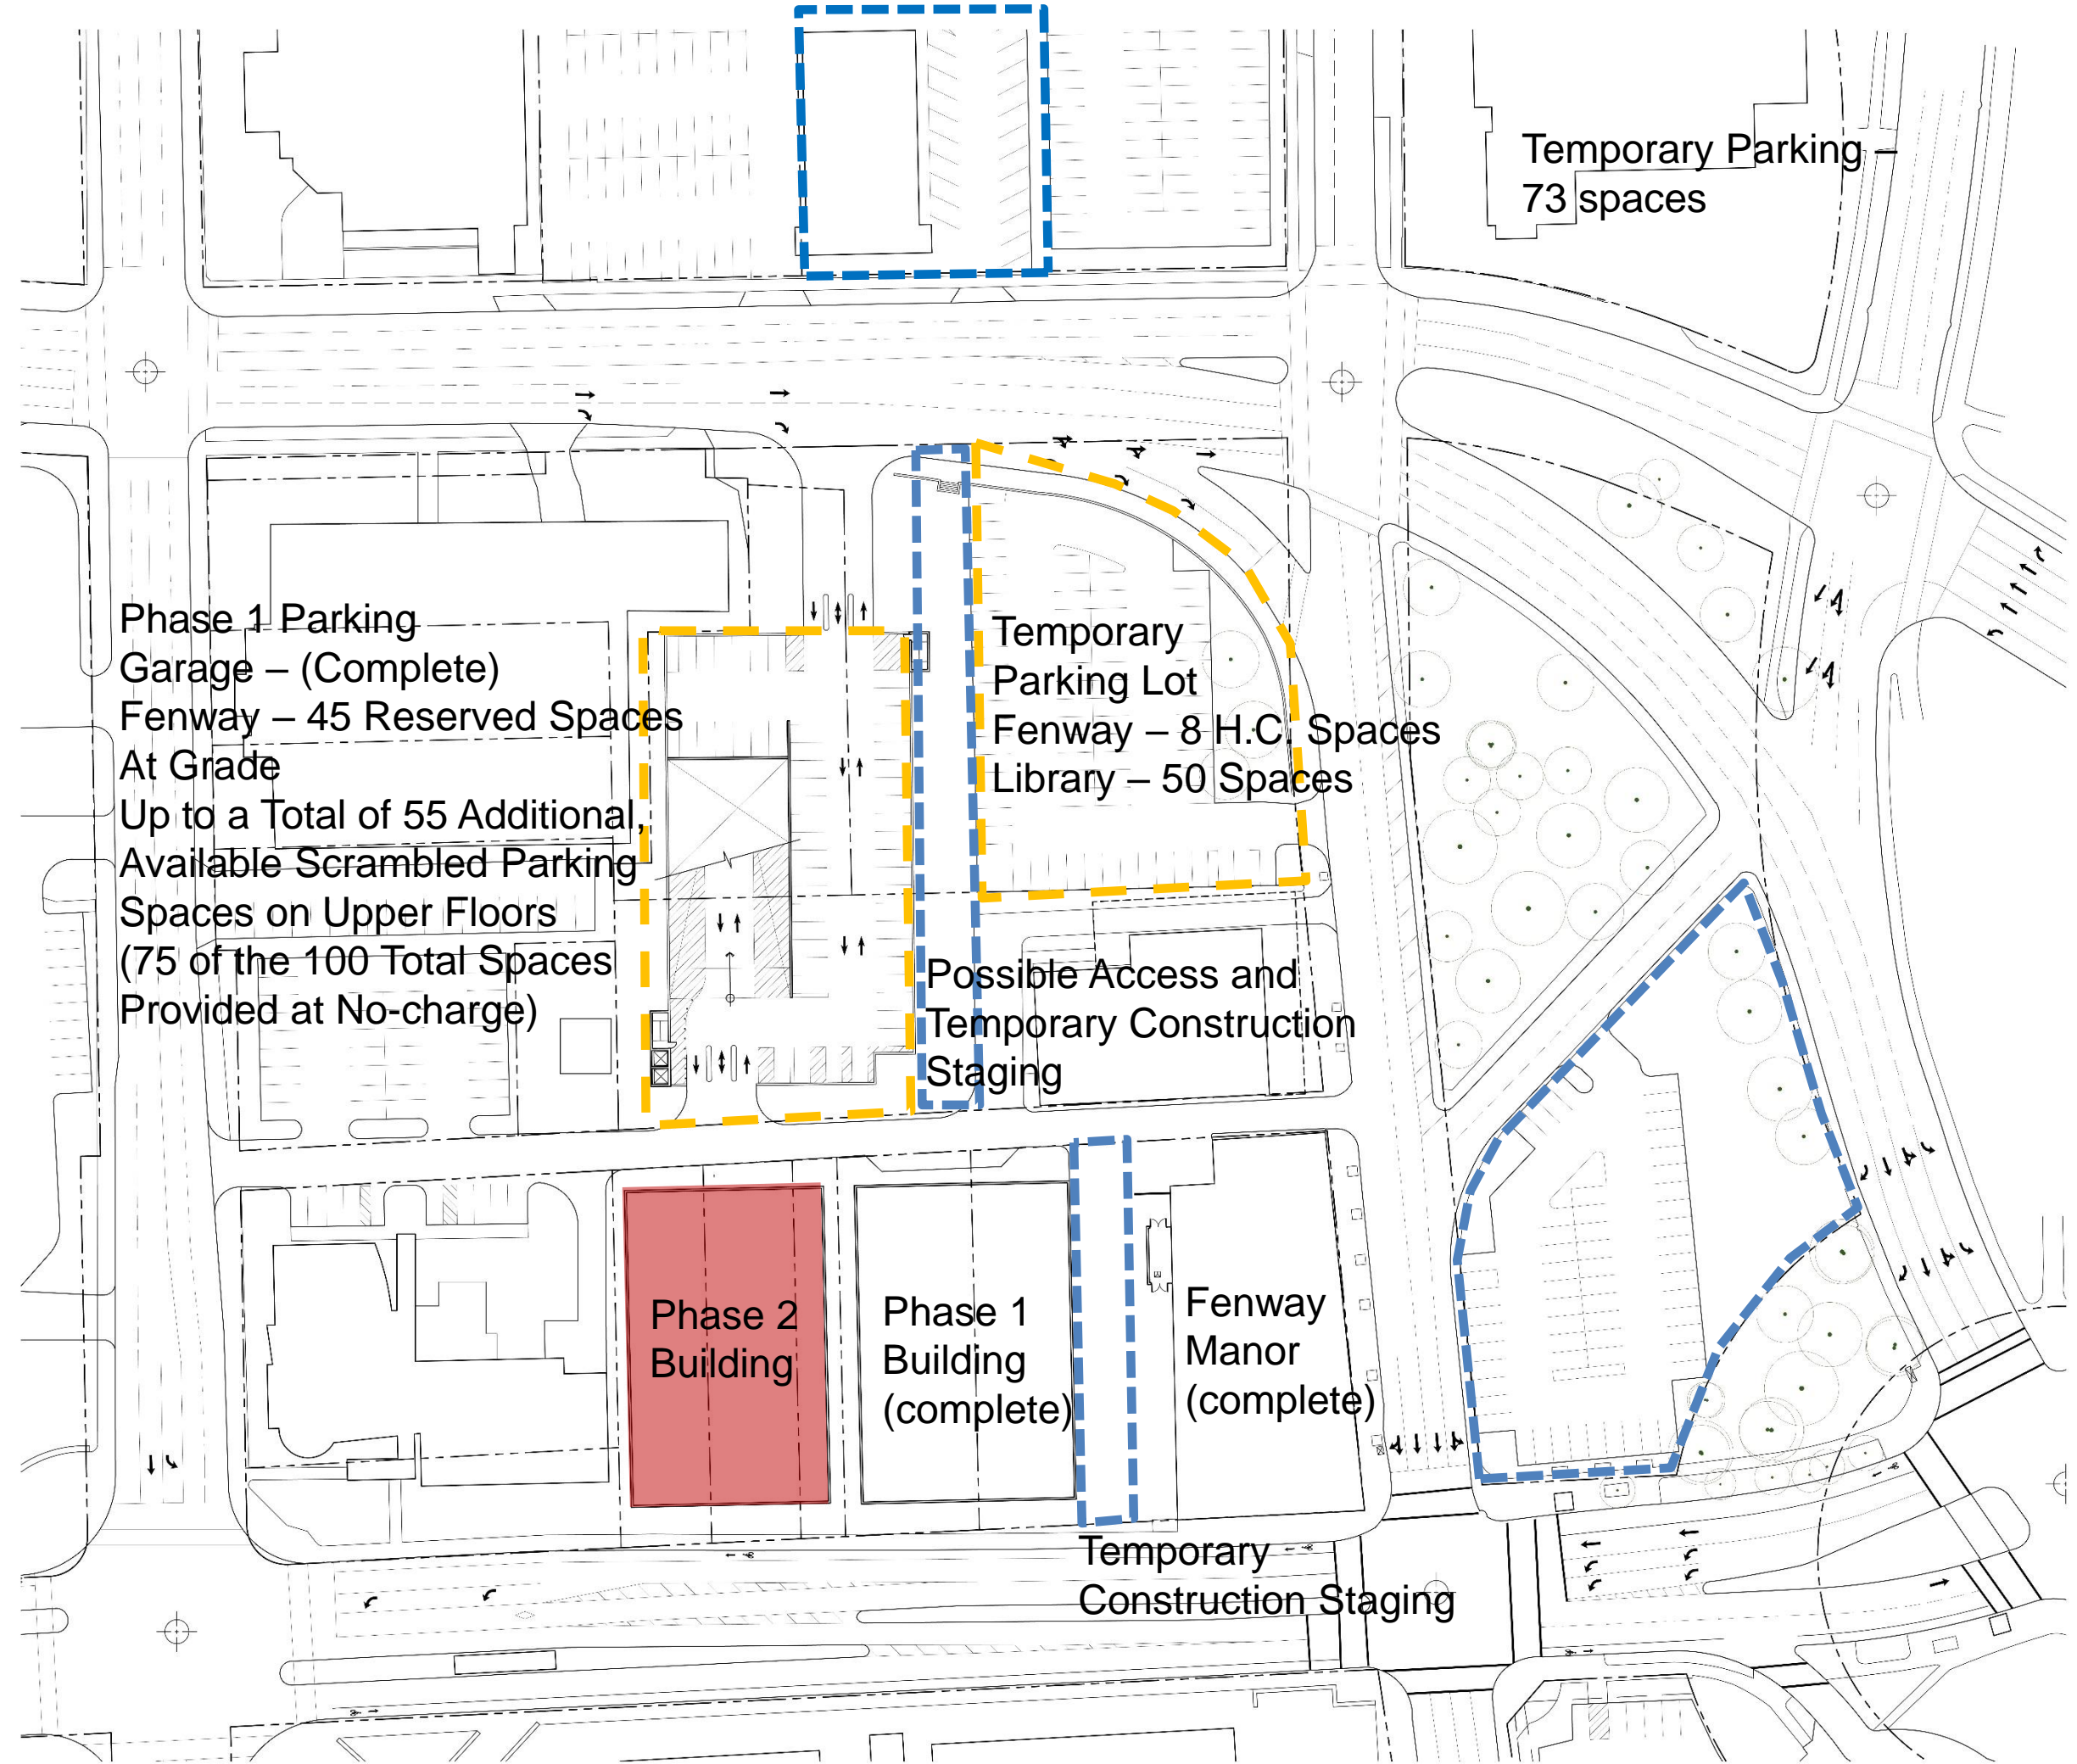 Temporary Parking –
73 spaces
Phase 1 Parking
Garage – (Complete)
Fenway – 45 Reserved Spaces
At Grade
Up to a Total of 55 Additional,
Available Scrambled Parking
Spaces on Upper Floors
(75 of the 100 Total Spaces
Provided at No-charge)
Temporary
Parking Lot
Fenway – 8 H.C. Spaces
Library – 50 Spaces
Possible Access and
Temporary Construction
Staging
Phase 2
Building
Phase 1
Building
(complete)
Fenway
Manor
(complete)
Temporary
Construction Staging